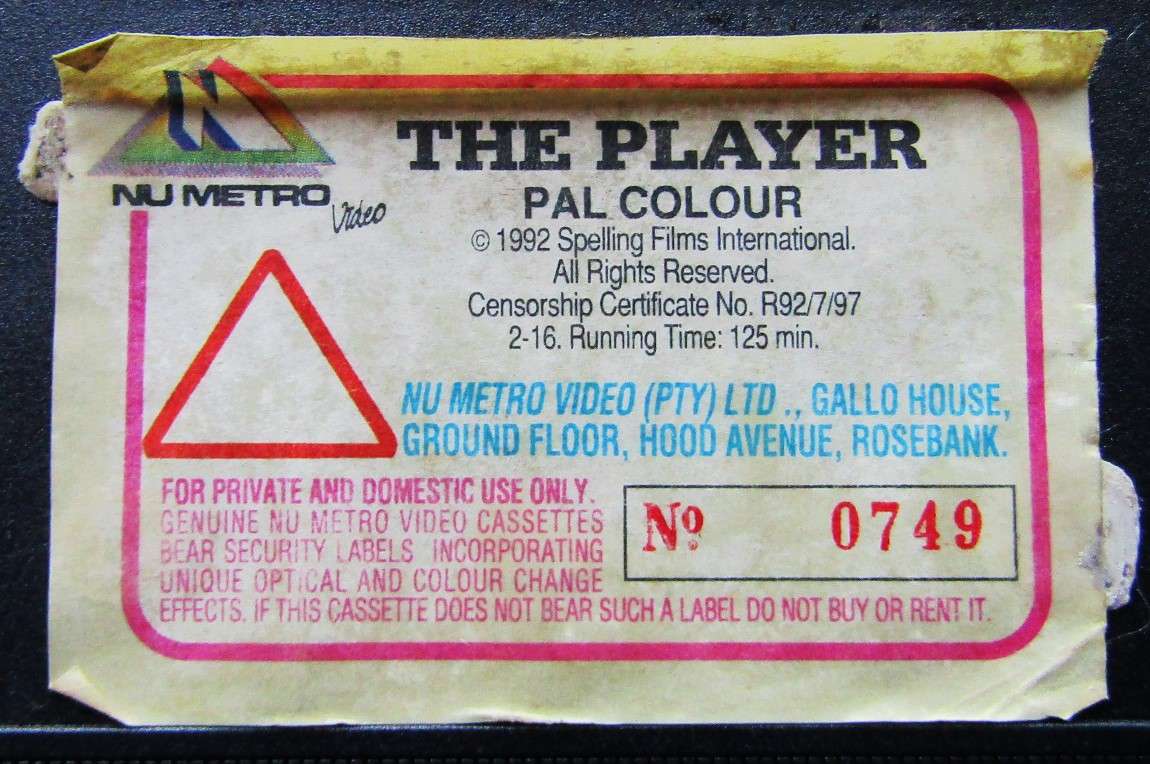 NU METRO
Video
THE PLAYER
PAL COLOUR
© 1992 Spelling Films International.
All Rights Reserved.
Censorship Certificate No. R92/7/97
2-16. Running Time: 125 min.
NU METRO VIDEO (PTY) LTD ., GALLO HOUSE,
GROUND FLOOR, HOOD AVENUE, ROSEBANK.
FOR PRIVATE AND DOMESTIC USE ONLY.
GENUINE NU METRO VIDEO CASSETTES
BEAR SECURITY LABELS INCORPORATING
UNIQUE OPTICAL AND COLOUR CHANGE
EFFECTS. IF THIS CASSETTE DOES NOT BEAR SUCH A LABEL DO NOT BUY OR RENT IT.
Nº 0749